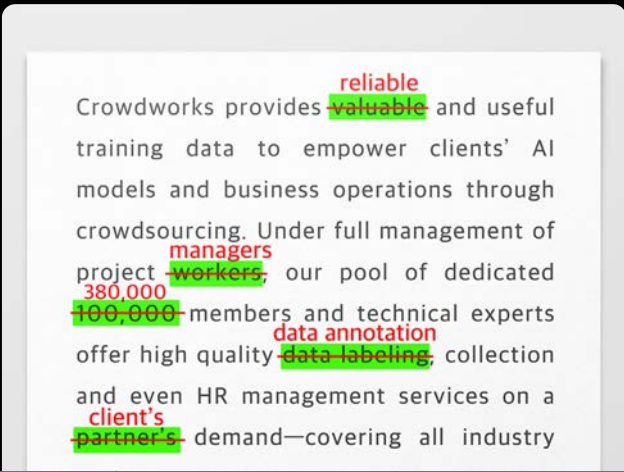 reliable
Crowdworks provides valuable and useful
training data to empower clients' AI
models and business operations through
crowdsourcing. Under full management of
managers
project workers, our pool of dedicated
380,000
100,000 members and technical experts
data annotation
offer high quality data labeling, collection
and even HR management services on a
client's
partner's demand—covering all industry